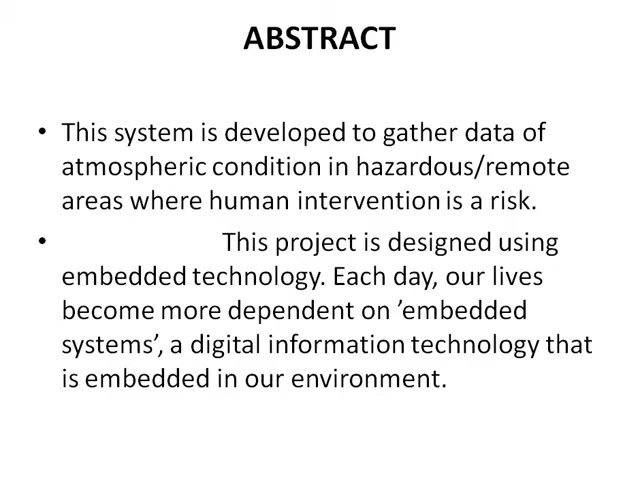 ABSTRACT
• This system is developed to gather data of
atmospheric condition in hazardous/remote
areas where human intervention is a risk.
• This project is designed using
embedded technology. Each day, our lives
become more dependent on ’embedded
systems’, a digital information technology that
is embedded in our environment.